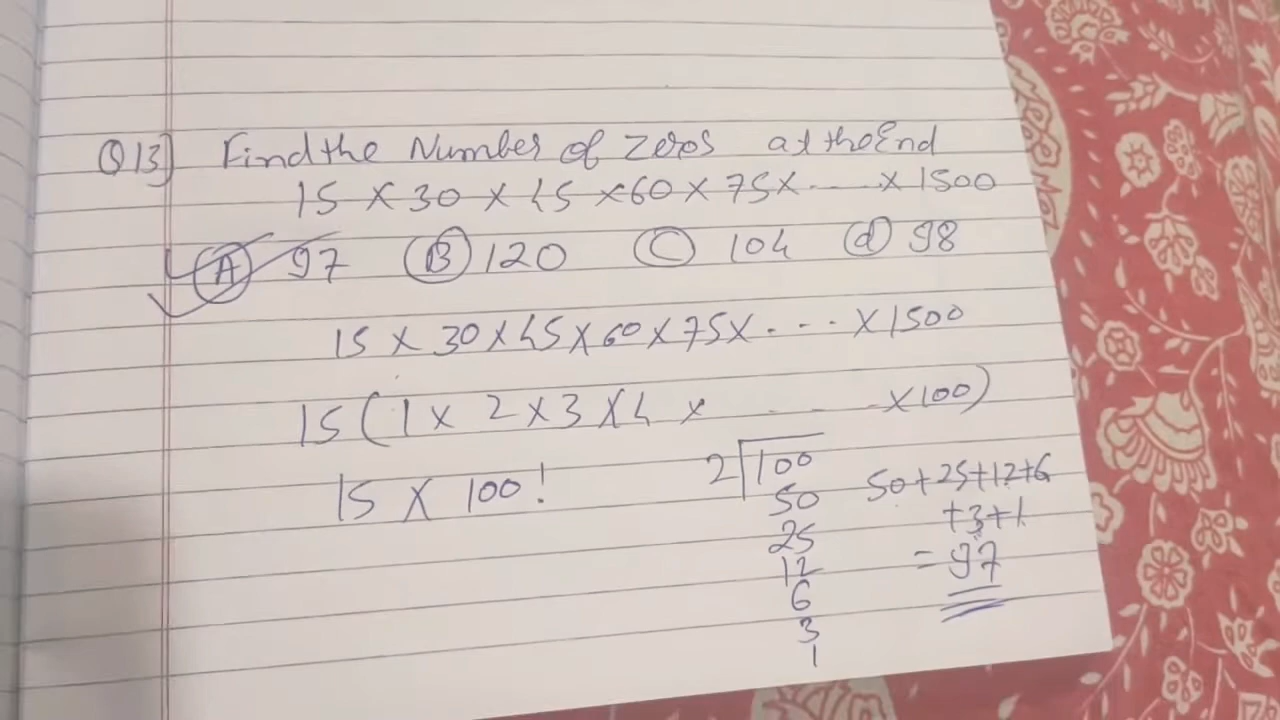 Q13] Find the Number of Zeros at the End
15 × 30 × 45 × 60 × 75 × .... × 1500
A 97 B 120 C 104 d 98
15 × 30 × 45 × 60 × 75 × .... × 1500
15 ( 1 × 2 × 3 × 4 × .... × 100 )
15 × 100!
2 100
50
25
12
6
3
1
50+25+12+6
+3+1
= 97